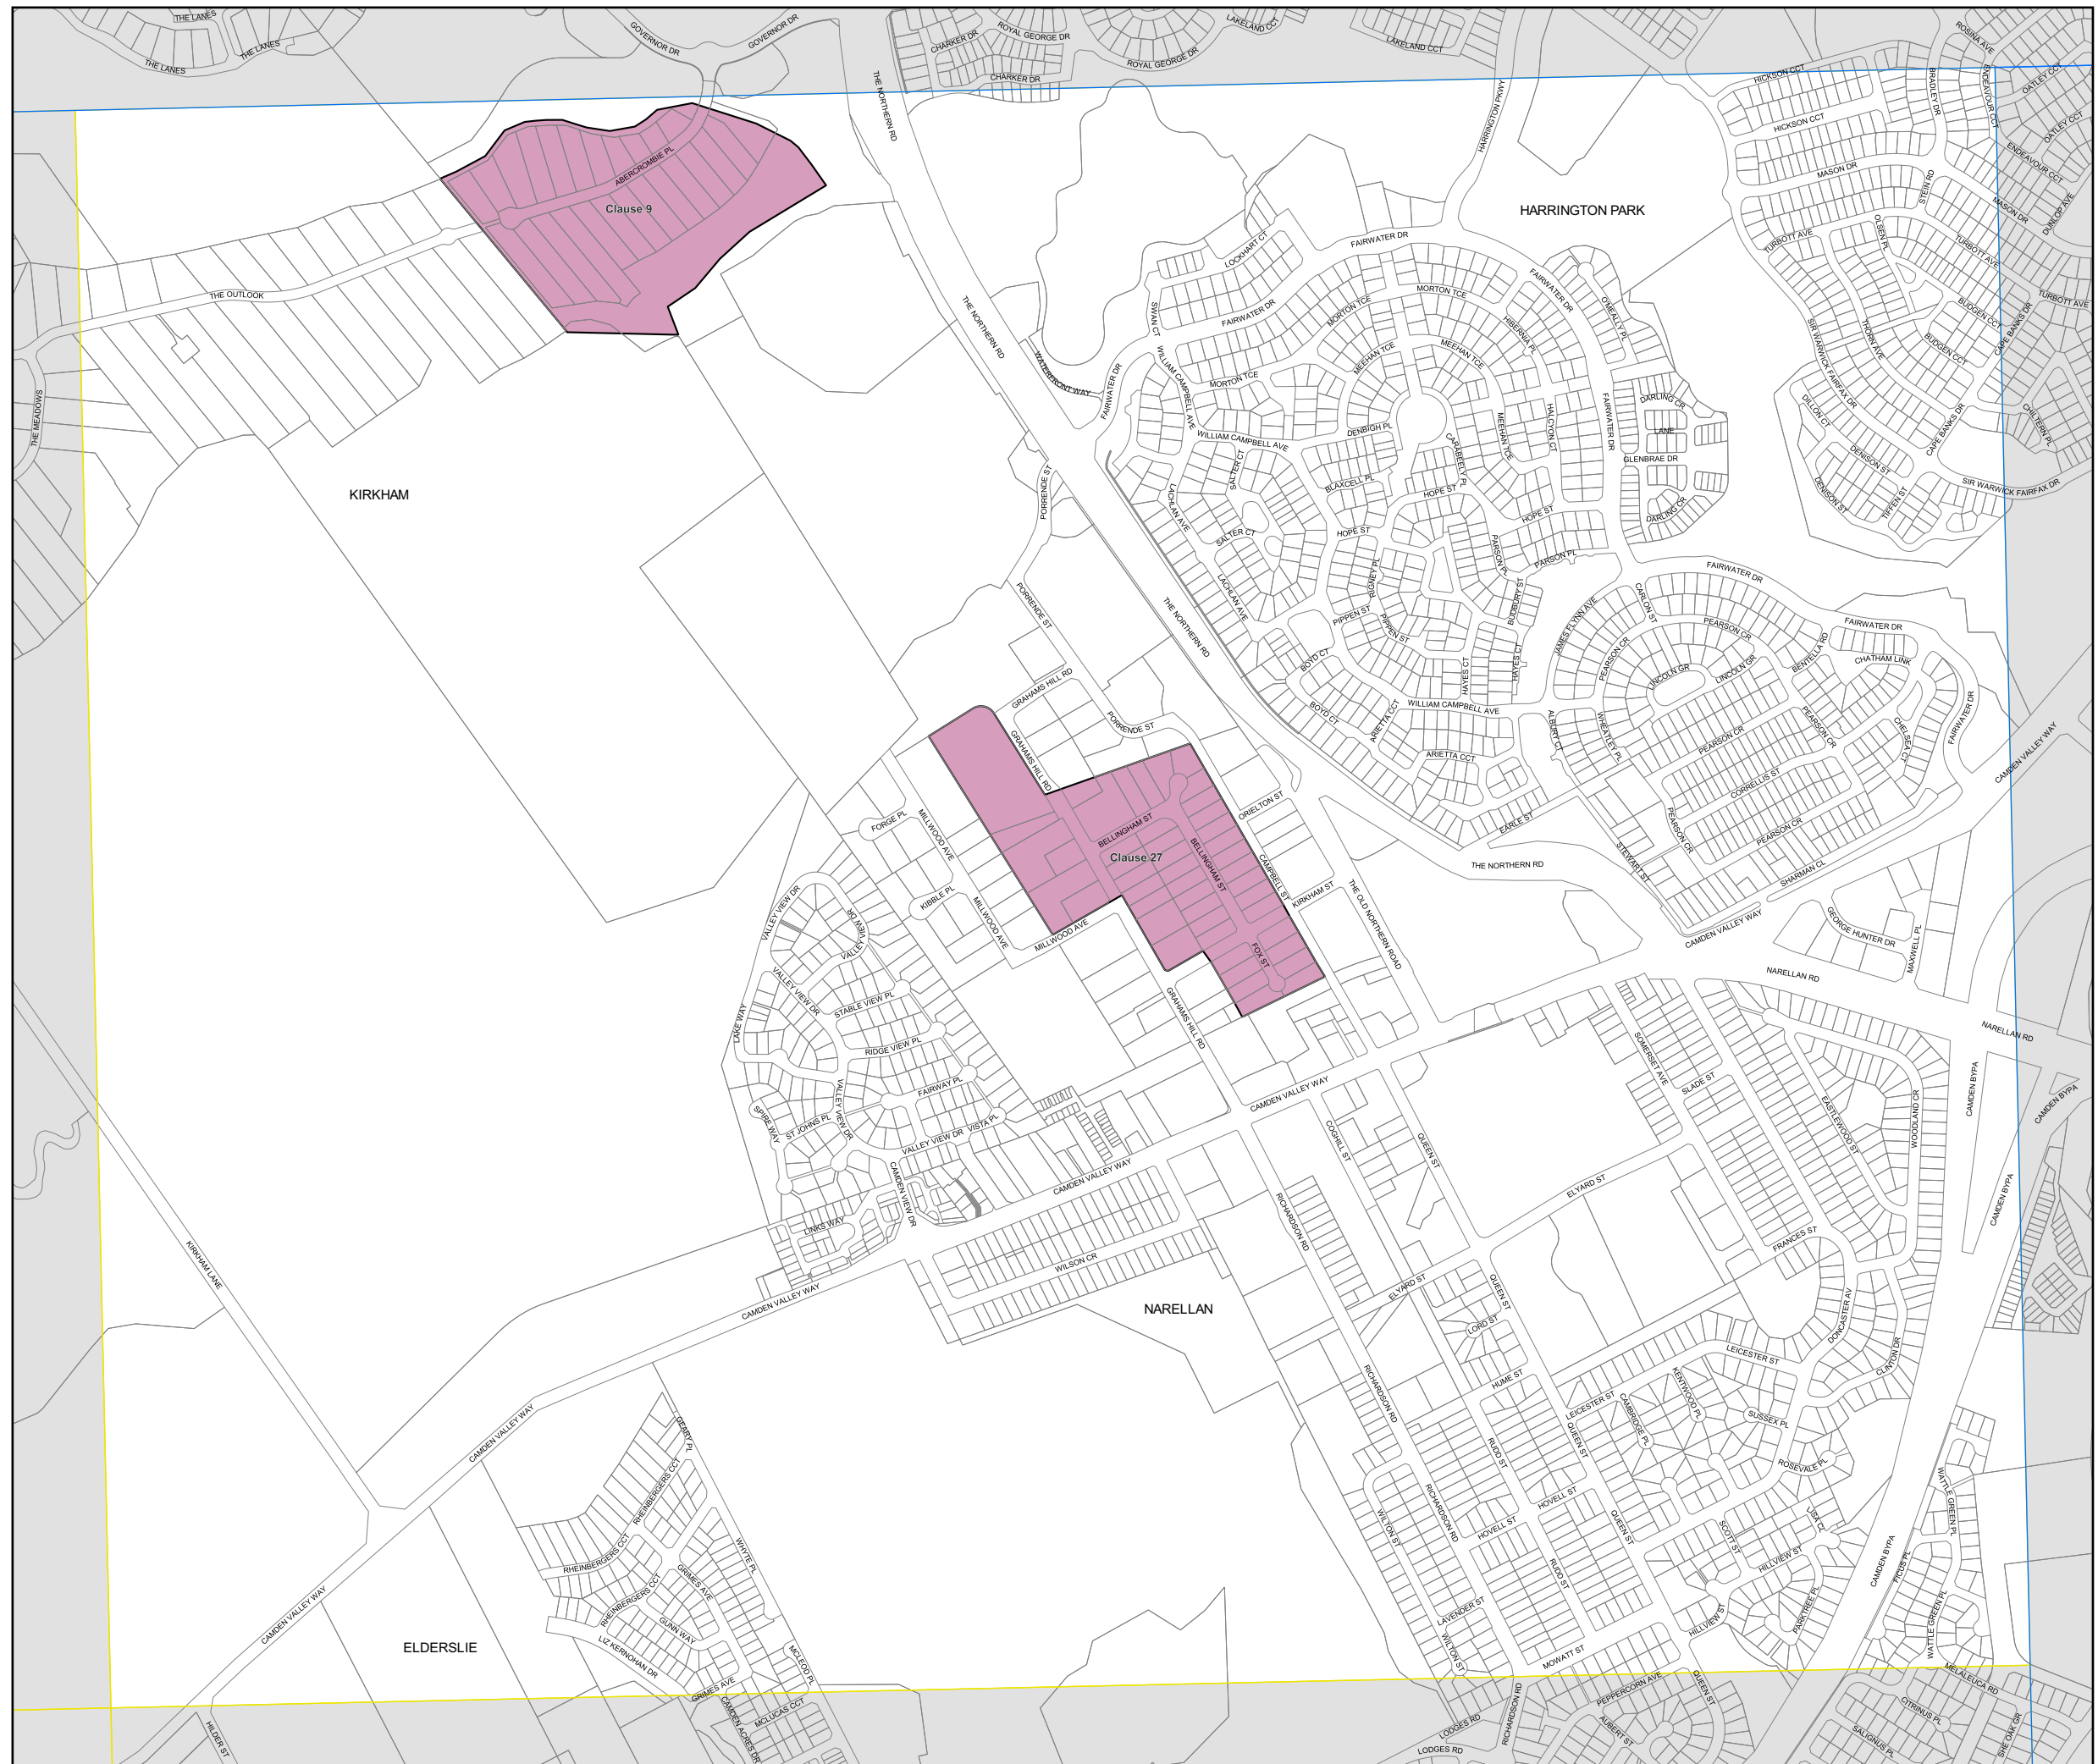 THE LANES
THE LANES
THE LANES
GOVERNOR DR
GOVERNOR DR
CHARKER DR
ROYAL GEORGE DR
LAKELAND CCT
LAKELAND CCT
ROYAL GEORGE DR
CHARKER DR
THE NORTHERN RD
HARRINGTON PKWY
HICKSON CCT
BRADLEY DR
ROSINA AVE
ENDEAVOUR CCT
OATLEY CCT
OATLEY CCT
HICKSON CCT
ENDEAVOUR CCT
MASON DR
STEIN RD
MASON DR
DUNLOP AVE
ABERCROMBIE PL
Clause 9
HARRINGTON PARK
FAIRWATER DR
LOCKHART CT
TURBOTT AVE
OLSEN PL
TURBOTT AVE
TURBOTT AVE
THE OUTLOOK
THE NORTHERN RD
SWAN CT
FAIRWATER DR
MORTON TCE
MORTON TCE
FAIRWATER DR
O'MEALLY PL
HIBERNIA PL
BUDGEN CCT
CAPE BANKS DR
BUDGEN CCT
THORN AVE
SIR WARWICK FAIRFAX DR
WATERFRONT WAY
FAIRWATER DR
WILLIAM CAMPBELL AVE
MORTON TCE
MEEHAN TCE
MEEHAN TCE
THE MEADOWS
DARLING CR
LANE
DILLON CT
CAPE BANKS DR
CHILTERN PL
WILLIAM CAMPBELL AVE
DENBIGH PL
CARABEELY PL
MEEHAN TCE
HALCYON CT
FAIRWATER DR
GLENBRAE DR
DENISON ST
DENISON ST
TIFFEN ST
SIR WARWICK FAIRFAX DR
KIRKHAM
PORRENDE ST
LACHLAN AVE
SALTER CT
BLAXCELL PL
HOPE ST
HOPE ST
DARLING CR
SALTER CT
HOPE ST
PARSON PL
PARSON PL
FAIRWATER DR
PORRENDE ST
LACHLAN AVE
RIGNEY PL
PIPPEN ST
PIPPEN ST
BUDBURY ST
JAMES FLYNN AVE
CARLON ST
PEARSON CR
FAIRWATER DR
THE NORTHERN RD
BOYD CT
HAYES CT
HAYES CT
PEARSON CR
LINCOLN GR
LINCOLN GR
BENTELLA RD
CHATHAM LINK
GRAHAMS HILL RD
BOYD CT
ARIETTA CCT
WILLIAM CAMPBELL AVE
ALBURY CT
WHEATLEY PL
PEARSON CR
PEARSON CR
CHELSEA CT
FAIRWATER DR
CAMDEN VALLEY WAY
PORRENDE ST
GRAHAMS HILL RD
ARIETTA CCT
CORRELLIS ST
ORIELTON ST
EARLE ST
PEARSON CR
PEARSON CR
STEWART ST
SHARMAN CL
FORGE PL
MILLWOOD AVE
BELLINGHAM ST
Clause 27
BELLINGHAM ST
CAMPBELL ST
KIRKHAM ST
THE OLD NORTHERN ROAD
THE NORTHERN RD
VALLEY VIEW DR
VALLEY VIEW DR
KIBBLE PL
MILLWOOD AVE
MILLWOOD AVE
FOX ST
CAMDEN VALLEY WAY
GEORGE HUNTER DR
MAXWELL PL
NARELLAN RD
NARELLAN RD
VALLEY VIEW DR
STABLE VIEW PL
LAKE WAY
RIDGE VIEW PL
GRAHAMS HILL RD
SOMERSET AVE
SLADE ST
FAIRWAY PL
VALLEY VIEW DR
SPIRE WAY
ST JOHNS PL
VALLEY VIEW DR
VISTA PL
CAMDEN VALLEY WAY
COGHILL ST
QUEEN ST
EASTLEWOOD ST
WOODLAND CR
CAMDEN BYPA
CAMDEN BYPA
CAMDEN BYPA
CAMDEN VALLEY WAY
CAMDEN VIEW DR
ELYARD ST
LINKS WAY
RICHARDSON RD
FRANCES ST
KIRKHAM LANE
WILSON CR
CAMDEN VALLEY WAY
ELYARD ST
QUEEN ST
NARELLAN
LORD ST
DONCASTER AV
LEICESTER ST
CLINTON DR
HUME ST
RICHARDSON RD
LEICESTER ST
KENTWOOD PL
CAMBRIDGE PL
SUSSEX PL
CAMDEN VALLEY WAY
GEARY PL
RHEINBERGERS CCT
RUDD ST
QUEEN ST
ROSEVALE PL
WATTLE GREEN PL
RICHARDSON RD
HOVELL ST
HOVELL ST
QUEEN ST
LISA CL
SCOTT ST
HILLVIEW ST
WILTON ST
RHEINBERGERS CCT
WHYTE PL
GRIMES AVE
RHEINBERGERS CCT
RUDD ST
CAMDEN BYPA
FICUS PL
PARKTREE PL
WATTLE GREEN PL
CAMDEN VALLEY WAY
GUNN WAY
LAVENDER ST
HILLVIEW ST
ELDERSLIE
LIZ KERNOHAN DR
MCLEOD PL
WILTON ST
MOWATT ST
GRIMES AVE
CAMDEN ACRES DR
MCLUCAS CCT
PEPPERCORN AVE
QUEEN ST
MELALEUCA RD
CITRINUS PL
HILDER ST
LODGES RD
RICHARDSON RD
AUBERT ST
SALIGNUS PL
SHE OAK GR
LODGES RD